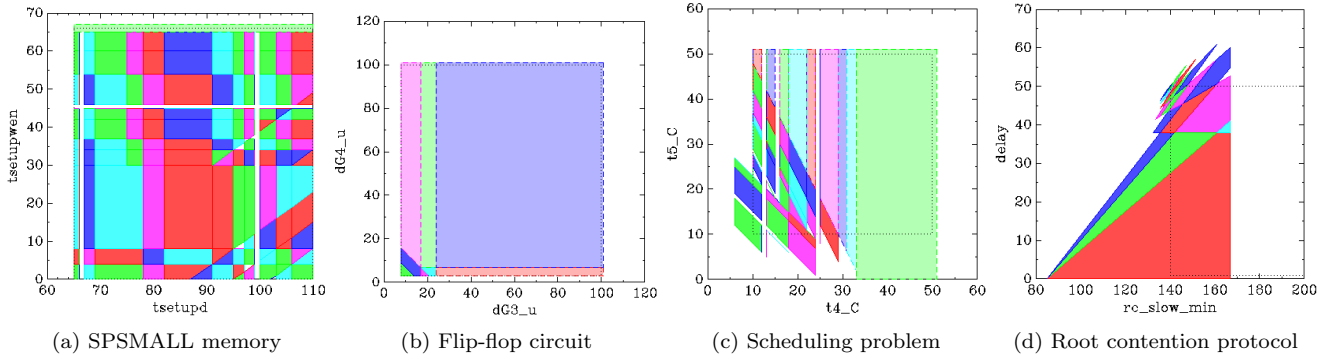 70
60
50
40
30
20
10
0
60 70 80 90 100 110
tsetupwen
tsetupd
(a) SPSMALL memory
120
100
80
60
40
20
0
0 20 40 60 80 100 120
dG4_u
dG3_u
(b) Flip-flop circuit
60
50
40
30
20
10
0
0 10 20 30 40 50 60
t5_C
t4_C
(c) Scheduling problem
70
60
50
40
30
20
10
0
80 100 120 140 160 180 200
delay
rc_slow_min
(d) Root contention protocol